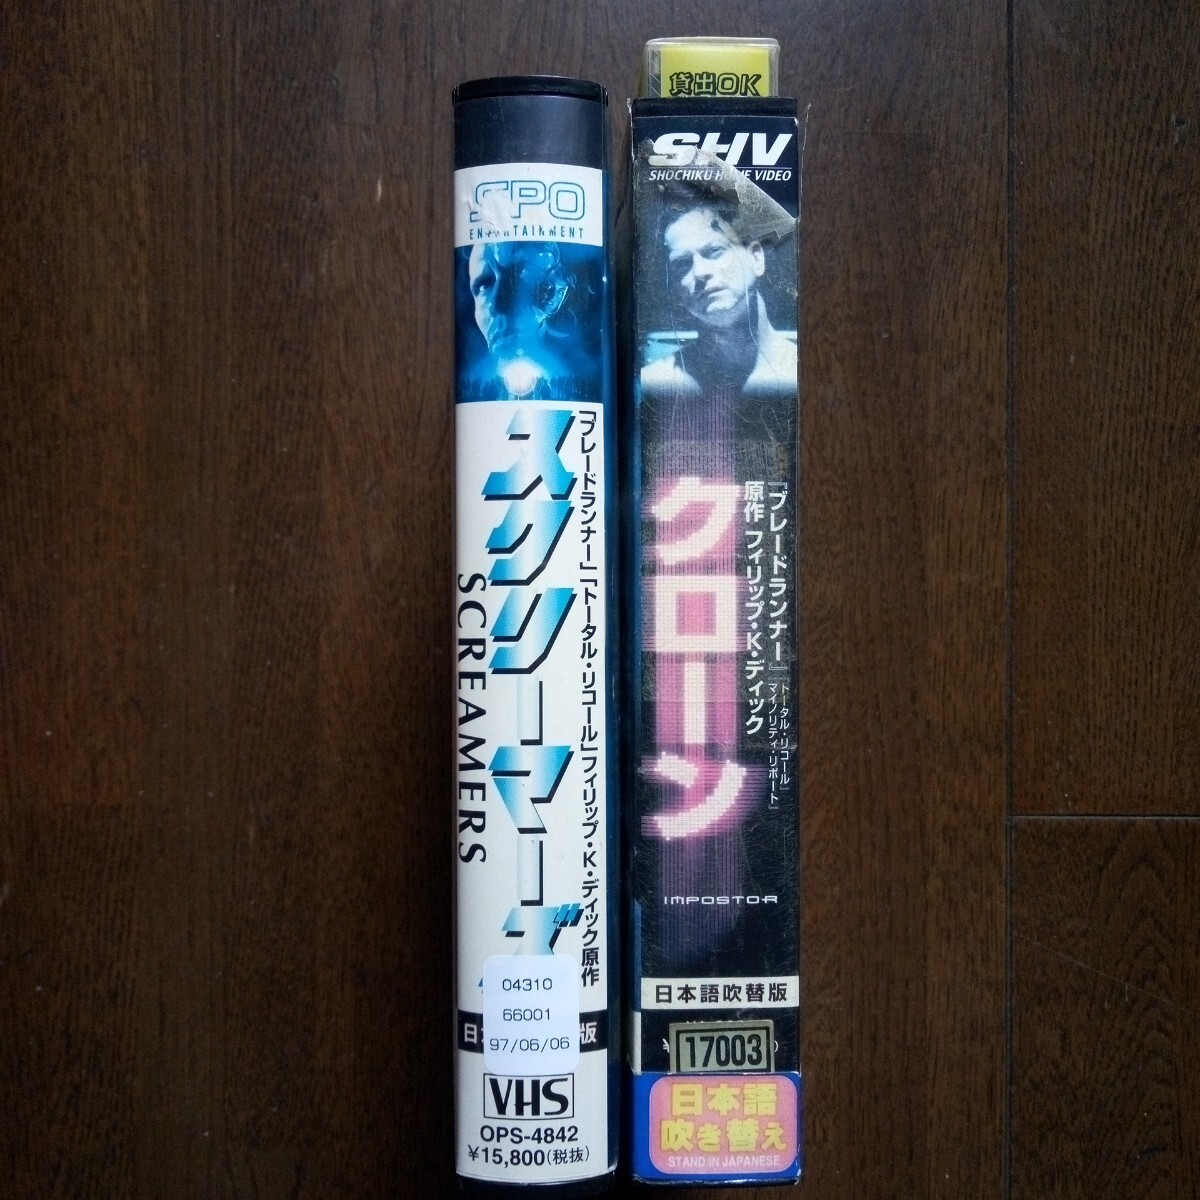 SPO
スクリーマーズ
SCREAMERS
「ブレードランナー」「トータル・リコール」フィリップ・K・ディック原作
04310
66001
97/06/06
日
版
VHS
OPS-4842
¥15,800(税抜)
貸出OK
SHV
SHOCHIKU HOME VIDEO
「ブレードランナー」
トータル・リコール」
マイノリティ・リポート」
原作 フィリップ・K・ディック
クローン
IMPOSTOR
日本語吹替版
¥
17003
日本語
吹き替え
STAND IN JAPANESE